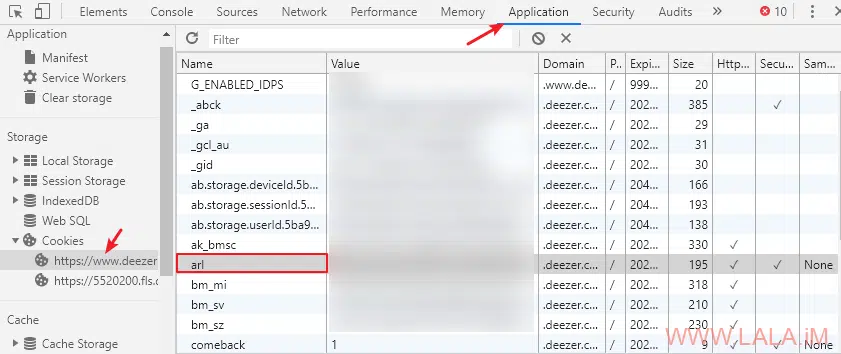 Elements Console Sources Network Performance Memory Application Security Audits » 10
Application
Manifest
Service Workers
Clear storage
Storage
Local Storage
Session Storage
IndexedDB
Web SQL
Cookies
https://www.deezer
https://5520200.fls.d
Cache
Cache Storage
Filter
Name Value Domain P.. Expi... Size Http... Secu... Sam...
G_ENABLED_IDPS .www.de... / 999... 20
_abck .deezer.c... / 202... 385 ✓
_ga .deezer.c... / 202... 29
_gcl_au .deezer.c... / 202... 31
_gid .deezer.c... / 202... 30
ab.storage.deviceId.5b... .deezer.c... / 204... 166
ab.storage.sessionId.5... .deezer.c... / 204... 193
ab.storage.userId.5ba9... .deezer.c... / 204... 138
ak_bmsc .deezer.c... / 202... 330 ✓
arl .deezer.c... / 202... 195 ✓ ✓ None
bm_mi .deezer.c... / 202... 318 ✓
bm_sv .deezer.c... / 202... 210 ✓
bm_sz .deezer.c... / 202... 230 ✓
comeback 1 .deezer.c... / 202... 9 ✓ ✓ None
WWW.LALA.iM